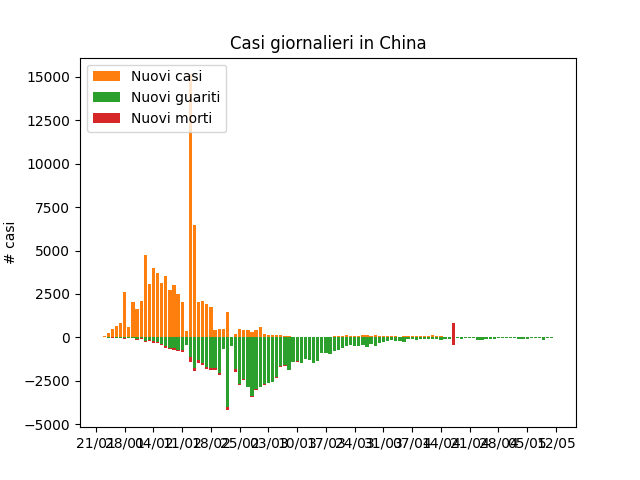 Casi giornalieri in China
Nuovi casi
Nuovi guariti
Nuovi morti
15000
12500
10000
7500
5000
2500
0
−2500
−5000
# casi
21/01 28/01 04/02 11/02 18/02 25/02 03/03 10/03 17/03 24/03 31/03 07/04 14/04 21/04 28/04 05/05 12/05